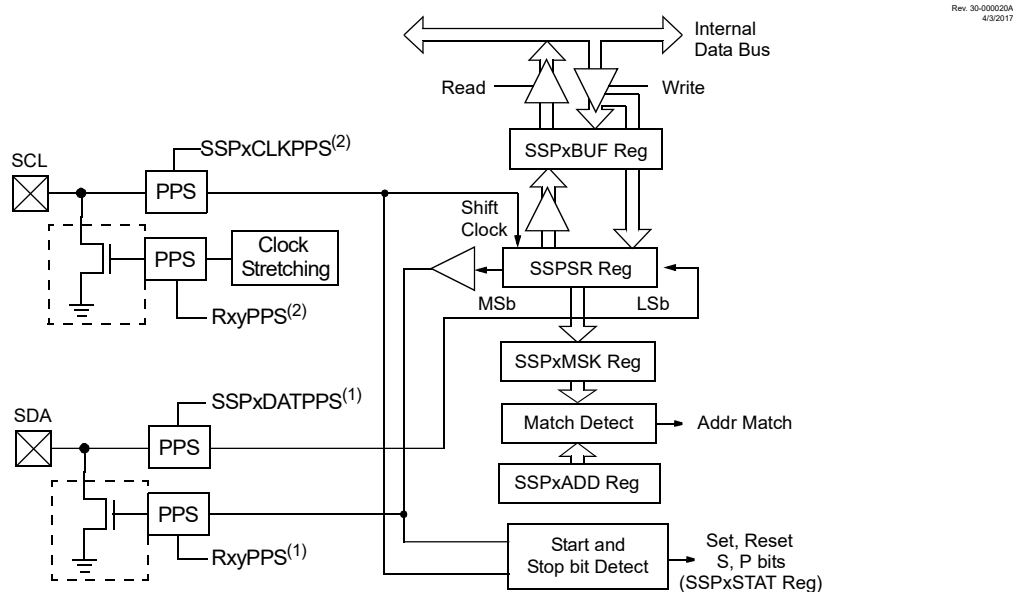 Rev. 30-000020A
4/3/2017
Internal
Data Bus
Read
Write
SSPxBUF Reg
SSPxCLKPPS(2)
SCL
PPS
Shift
Clock
PPS
Clock
Stretching
SSPSR Reg
MSb
LSb
RxyPPS(2)
SSPxMSK Reg
SSPxDATPPS(1)
SDA
PPS
Match Detect
Addr Match
SSPxADD Reg
PPS
RxyPPS(1)
Start and
Stop bit Detect
Set, Reset
S, P bits
(SSPxSTAT Reg)